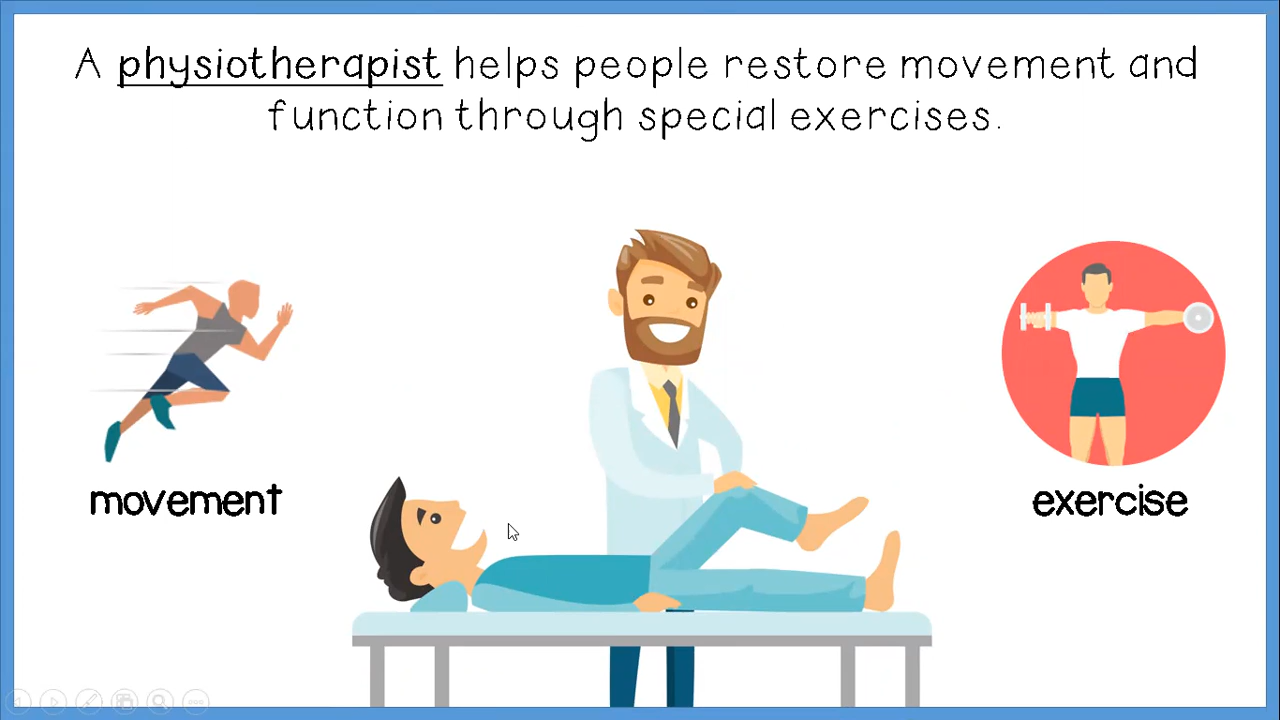 A physiotherapist helps people restore movement and
function through special exercises.
movement
exercise